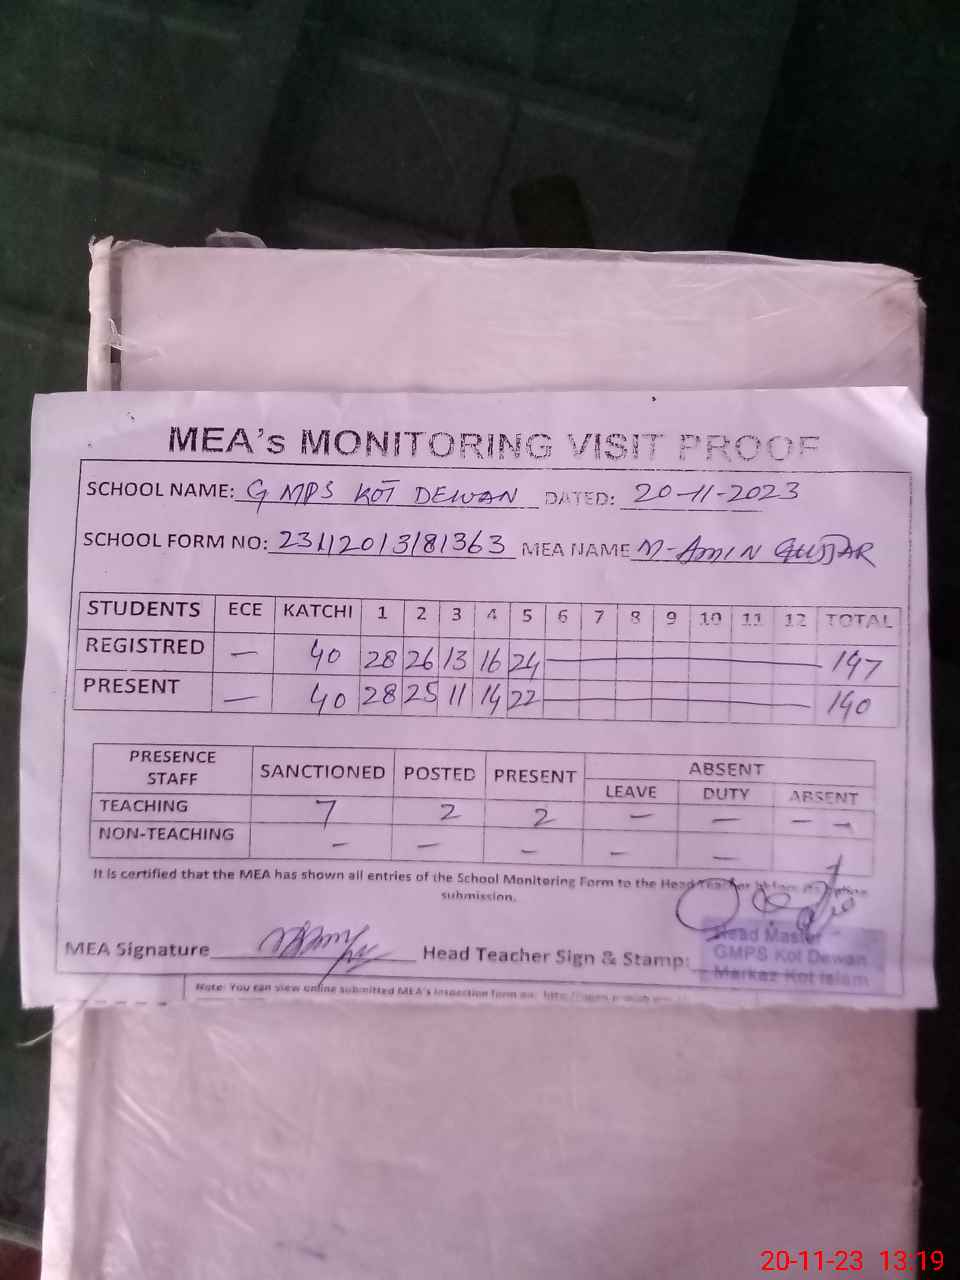 MEA's MONITORING VISIT PROOF
SCHOOL NAME: G MPS KOT DEWAN DATED: 20-11-2023
SCHOOL FORM NO: 23112013181363 MEA NAME M-AMIN GUJJAR
STUDENTS ECE KATCHI 1 2 3 4 5 6 7 8 9 10 11 12 TOTAL
REGISTRED — 40 28 26 13 16 24 — 147
PRESENT — 40 28 25 11 14 22 — 140
PRESENCE STAFF SANCTIONED POSTED PRESENT ABSENT
LEAVE DUTY ABSENT
TEACHING 7 2 2 — — — —
NON-TEACHING — — — — —
It is certified that the MEA has shown all entries of the School Monitoring Form to the Head Teacher before
submission.
MEA Signature Head Teacher Sign & Stamp:
Head Master
GMPS Kot Dewan
Markaz Kot Islam
Note: You can view online submitted MEA's inspection form on: http://
20-11-23 13:19